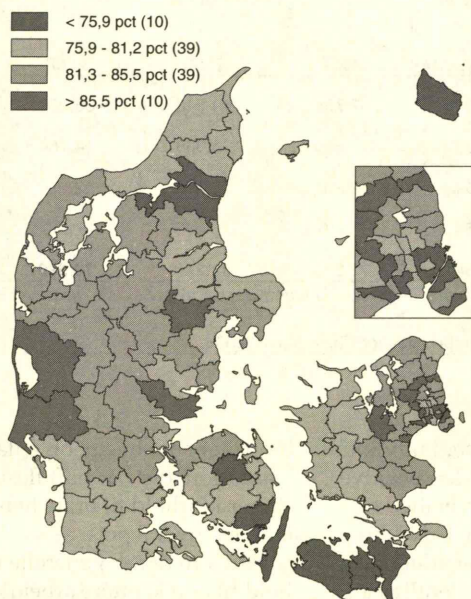 < 75,9 pct (10)
75,9 - 81,2 pct (39)
81,3 - 85,5 pct (39)
> 85,5 pct (10)